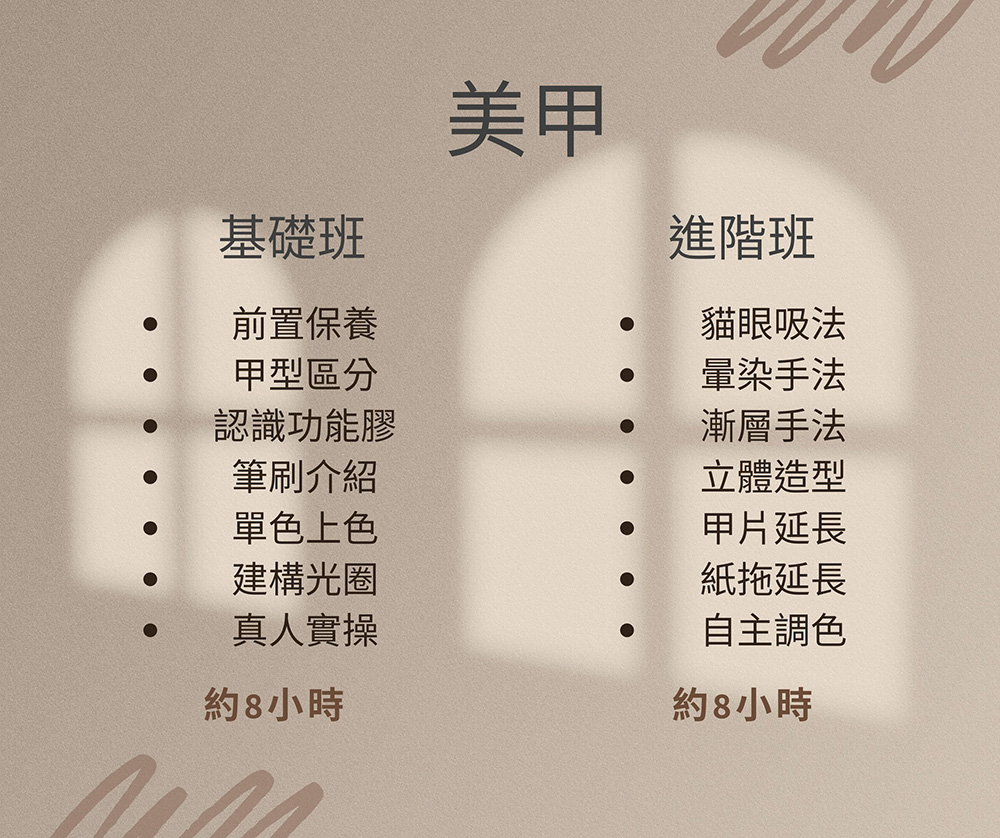 美甲
基礎班
前置保養
甲型區分
認識功能膠
筆刷介紹
單色上色
建構光圈
真人實操
約8小時
進階班
貓眼吸法
暈染手法
漸層手法
立體造型
甲片延長
紙拖延長
自主調色
約8小時